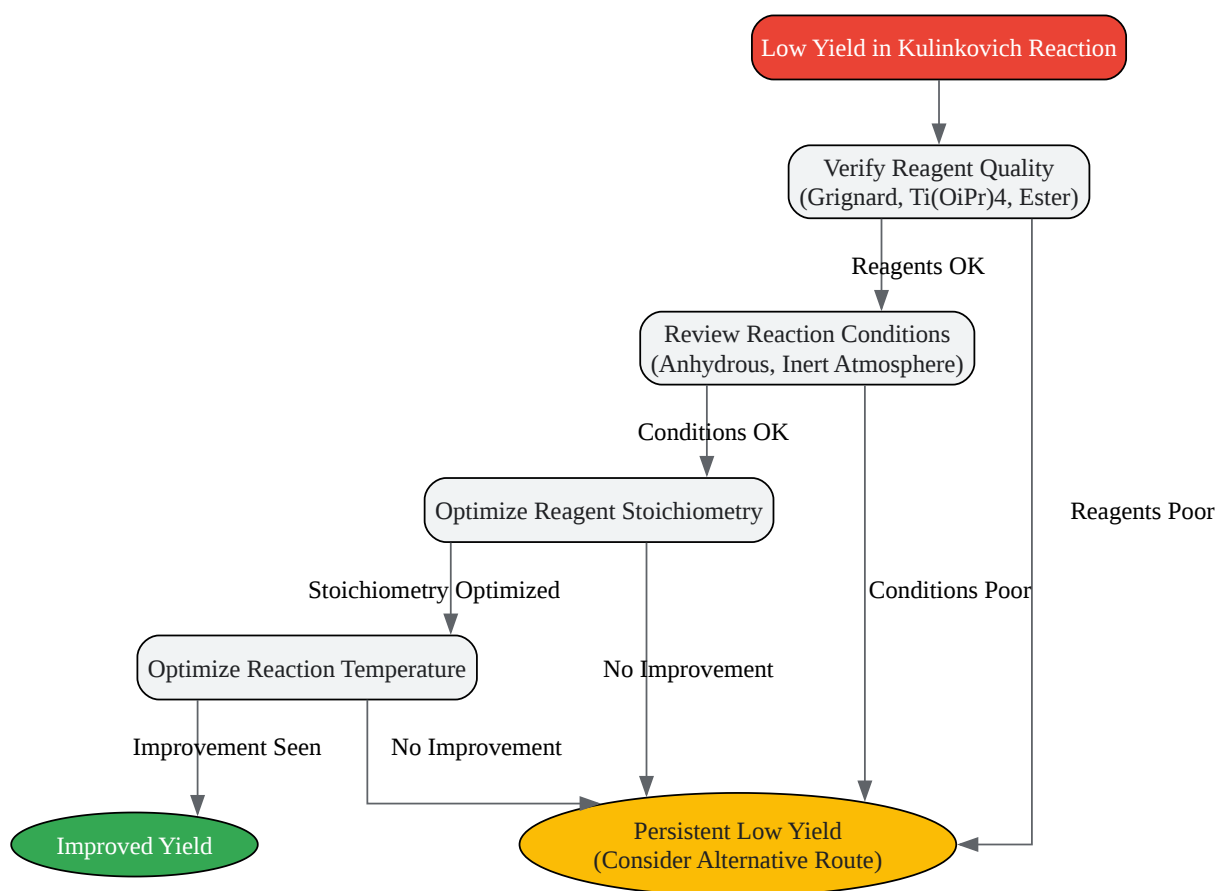 Low Yield in Kulinkovich Reaction
Verify Reagent Quality
(Grignard, Ti(OiPr)4, Ester)
Reagents OK
Review Reaction Conditions
(Anhydrous, Inert Atmosphere)
Conditions OK
Optimize Reagent Stoichiometry
Reagents Poor
Stoichiometry Optimized
Conditions Poor
Optimize Reaction Temperature
No Improvement
Improvement Seen
No Improvement
Improved Yield
Persistent Low Yield
(Consider Alternative Route)